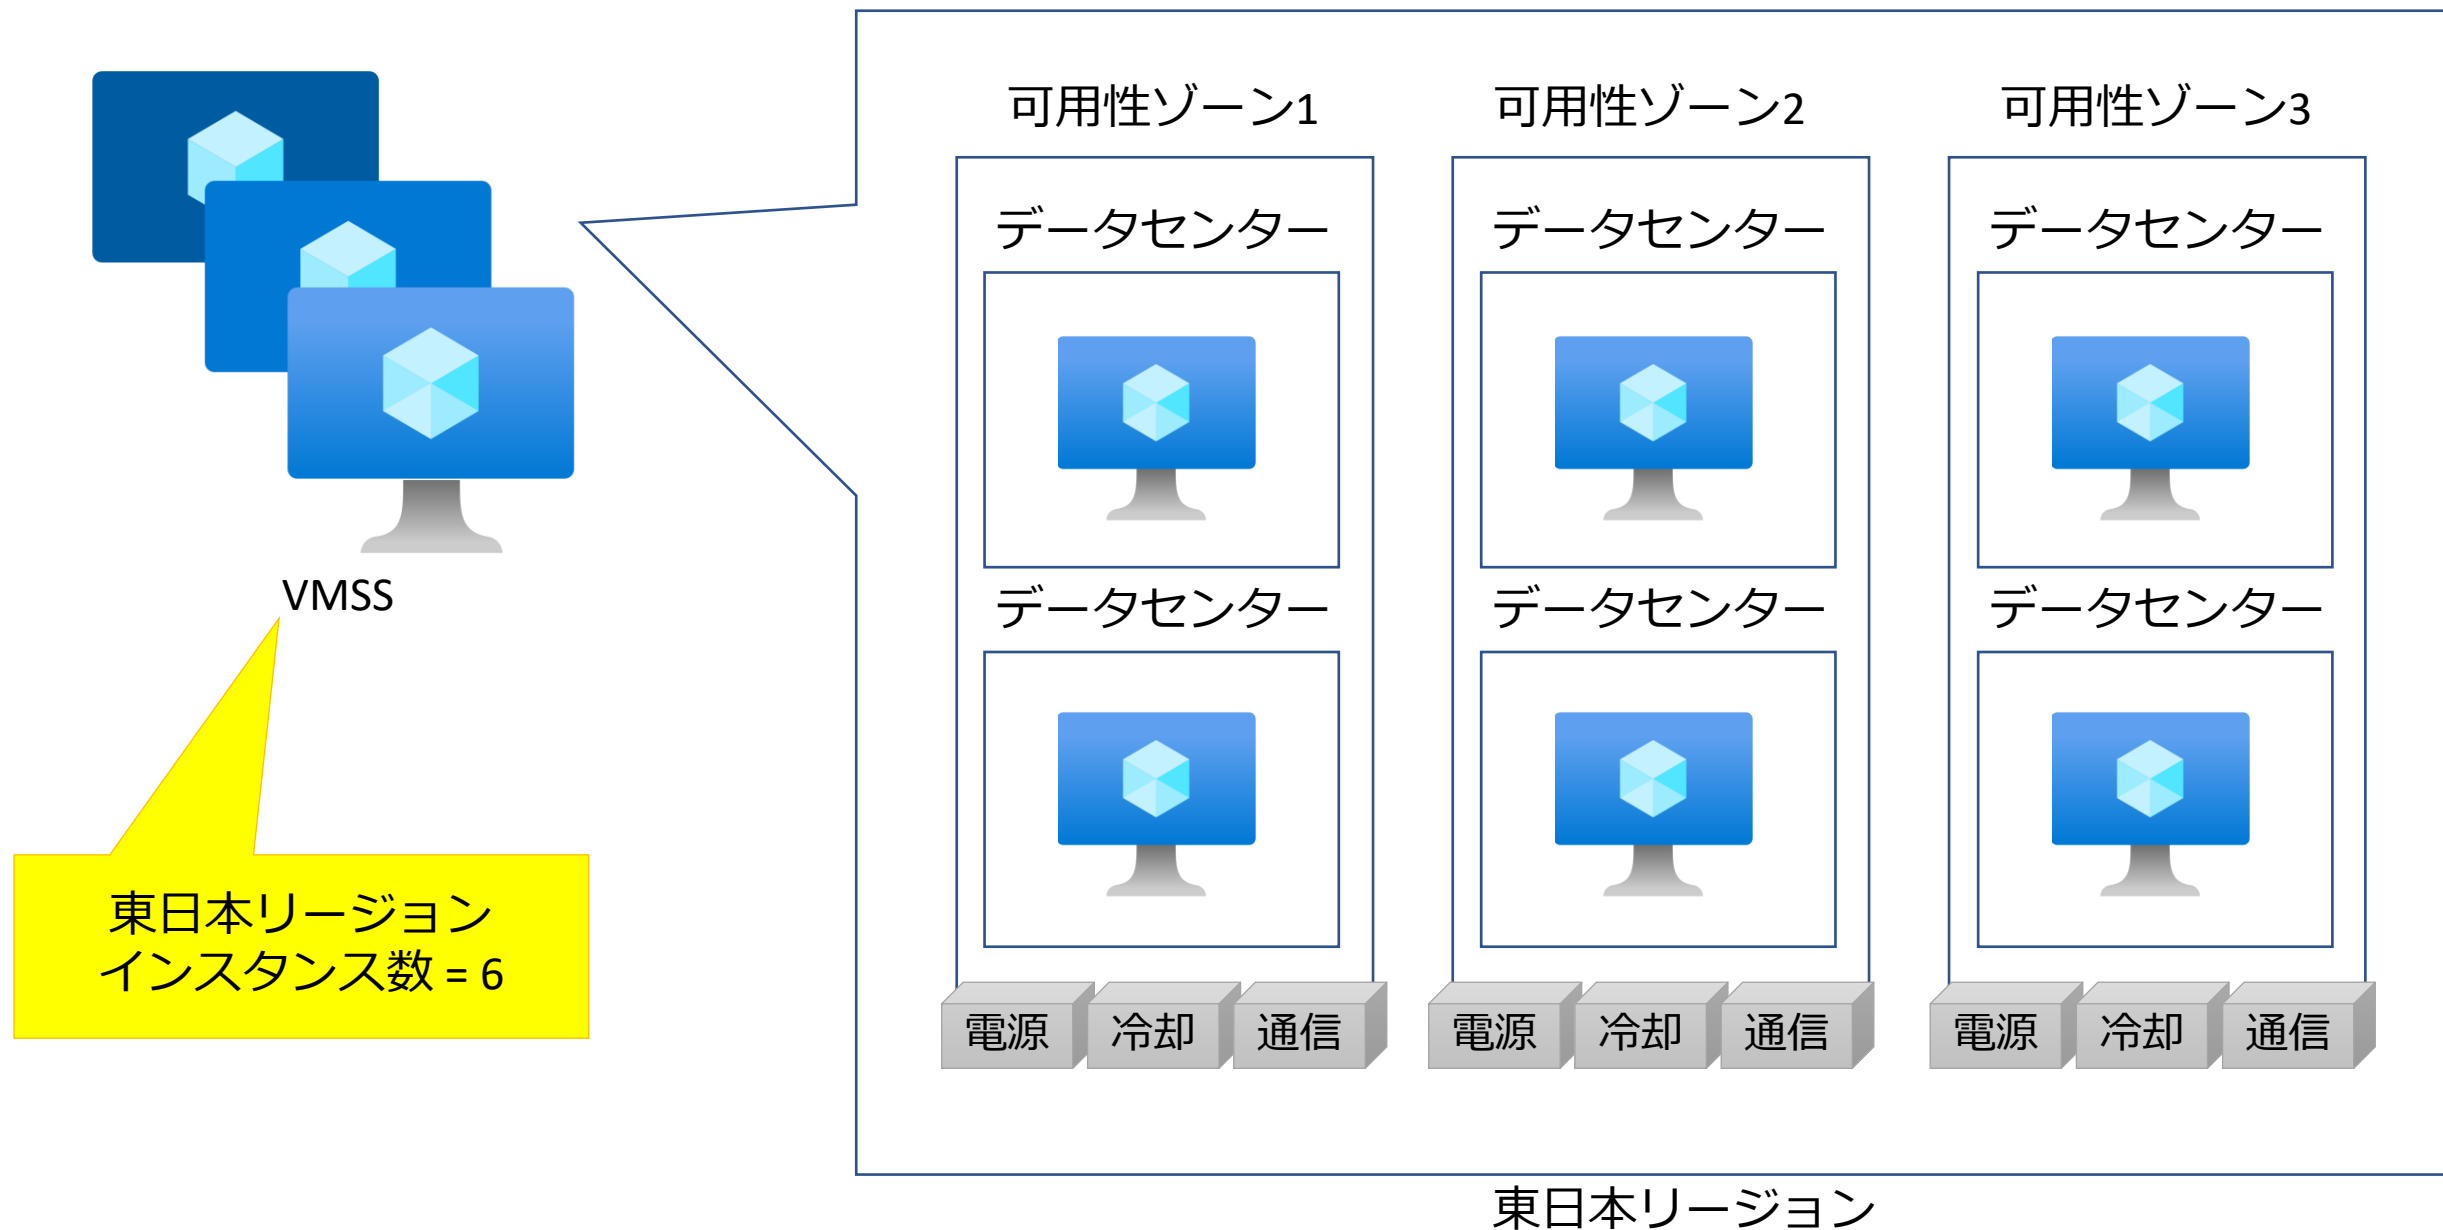 VMSS
東日本リージョン
インスタンス数 = 6
可用性ゾーン1
可用性ゾーン2
可用性ゾーン3
データセンター
データセンター
データセンター
データセンター
データセンター
データセンター
電源
冷却
通信
電源
冷却
通信
電源
冷却
通信
東日本リージョン